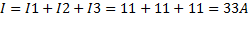 I = I1 + I2 + I3 = 11 + 11 + 11 = 33A